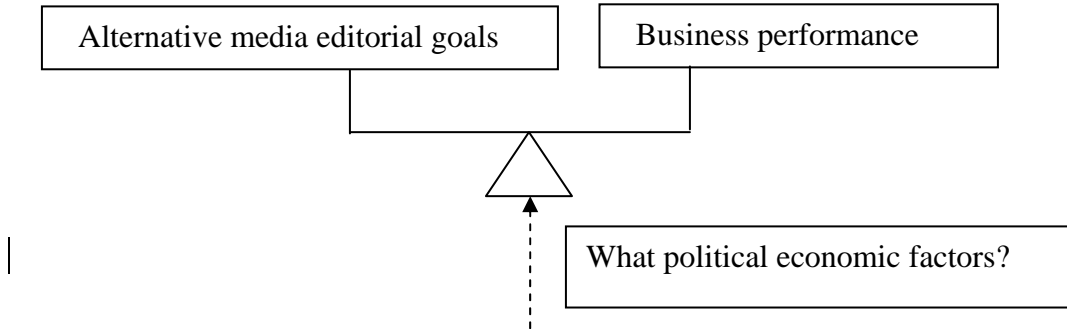 Alternative media editorial goals
Business performance
What political economic factors?